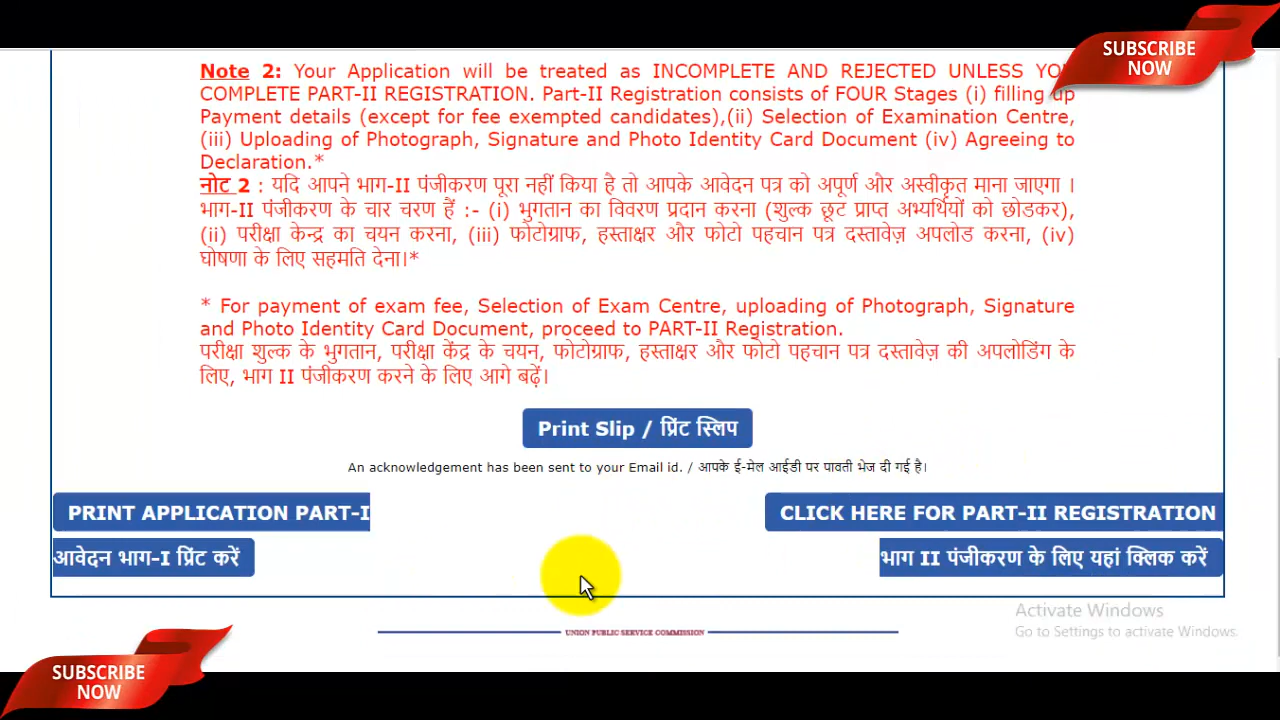 SUBSCRIBE
NOW
Note 2: Your Application will be treated as INCOMPLETE AND REJECTED UNLESS
COMPLETE PART-II REGISTRATION. Part-II Registration consists of FOUR Stages (i) filling up
Payment details (except for fee exempted candidates),(ii) Selection of Examination Centre,
(iii) Uploading of Photograph, Signature and Photo Identity Card Document (iv) Agreeing to
Declaration.*
नोट 2 : यदि आपने भाग-II पंजीकरण पूरा नहीं किया है तो आपके आवेदन पत्र को अपूर्ण और अस्वीकृत माना जाएगा ।
भाग-II पंजीकरण के चार चरण हैं :- (i) भुगतान का विवरण प्रदान करना (शुल्क छूट प्राप्त अभ्यर्थियों को छोडकर),
(ii) परीक्षा केन्द्र का चयन करना, (iii) फोटोग्राफ, हस्ताक्षर और फोटो पहचान पत्र दस्तावेज़ अपलोड करना, (iv)
घोषणा के लिए सहमति देना।*
* For payment of exam fee, Selection of Exam Centre, uploading of Photograph, Signature
and Photo Identity Card Document, proceed to PART-II Registration.
परीक्षा शुल्क के भुगतान, परीक्षा केंद्र के चयन, फोटोग्राफ, हस्ताक्षर और फोटो पहचान पत्र दस्तावेज़ की अपलोडिंग के
लिए, भाग II पंजीकरण करने के लिए आगे बढ़ें।
Print Slip / प्रिंट स्लिप
An acknowledgement has been sent to your Email id. / आपके ई-मेल आईडी पर पावती भेज दी गई है।
PRINT APPLICATION PART-I
आवेदन भाग-I प्रिंट करें
CLICK HERE FOR PART-II REGISTRATION
भाग II पंजीकरण के लिए यहां क्लिक करें
Activate Windows
Go to Settings to activate Windows.
UNION PUBLIC SERVICE COMMISSION
SUBSCRIBE
NOW